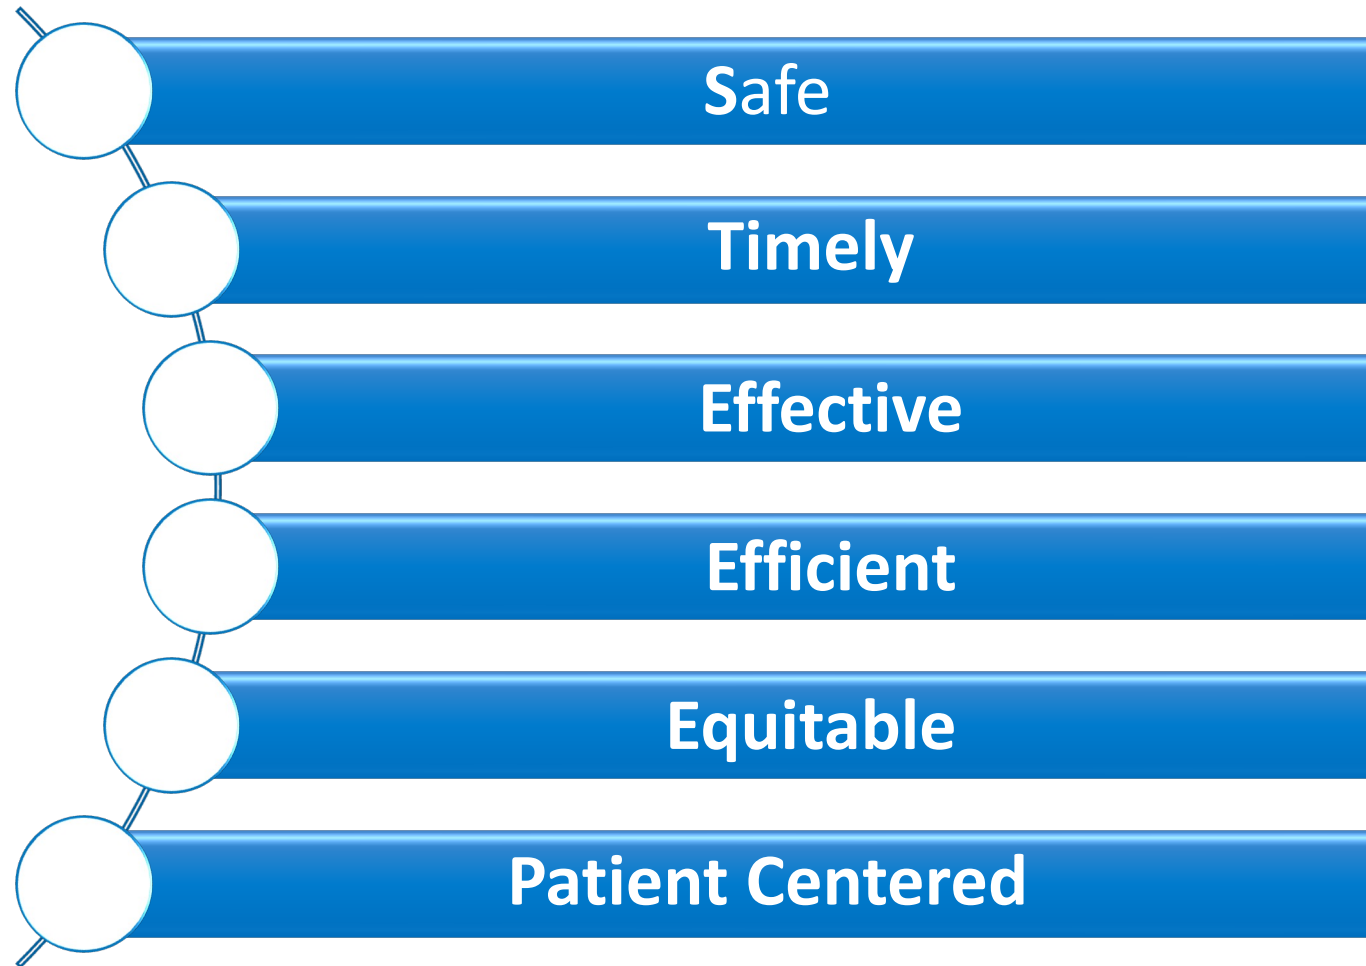 Safe
Timely
Effective
Efficient
Equitable
Patient Centered